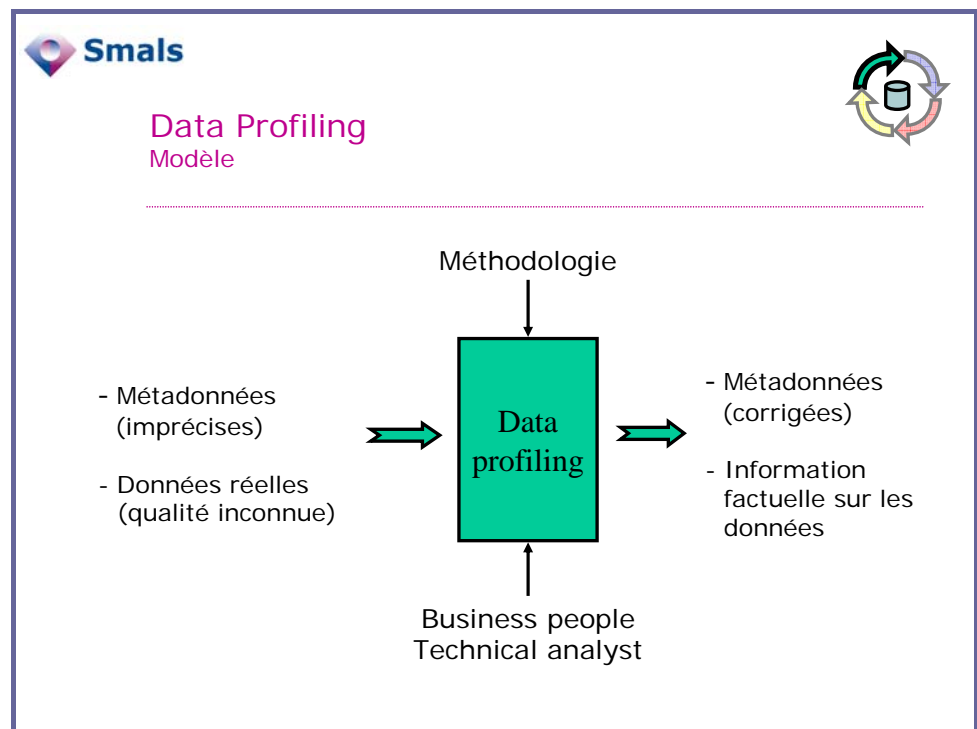 Smals
Data Profiling
Modèle
Méthodologie
- Métadonnées
(imprécises)
- Données réelles
(qualité inconnue)
Data
profiling
- Métadonnées
(corrigées)
- Information
factuelle sur les
données
Business people
Technical analyst